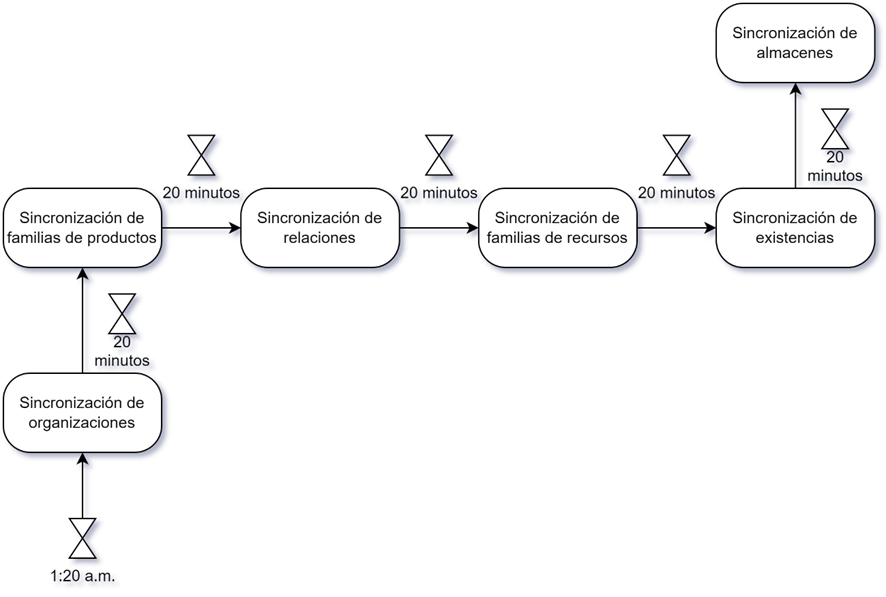 Sincronización de
almacenes
20
minutos
20 minutos
20 minutos
20 minutos
Sincronización de
familias de productos
Sincronización de
relaciones
Sincronización de
familias de recursos
Sincronización de
existencias
20
minutos
Sincronización de
organizaciones
1:20 a.m.